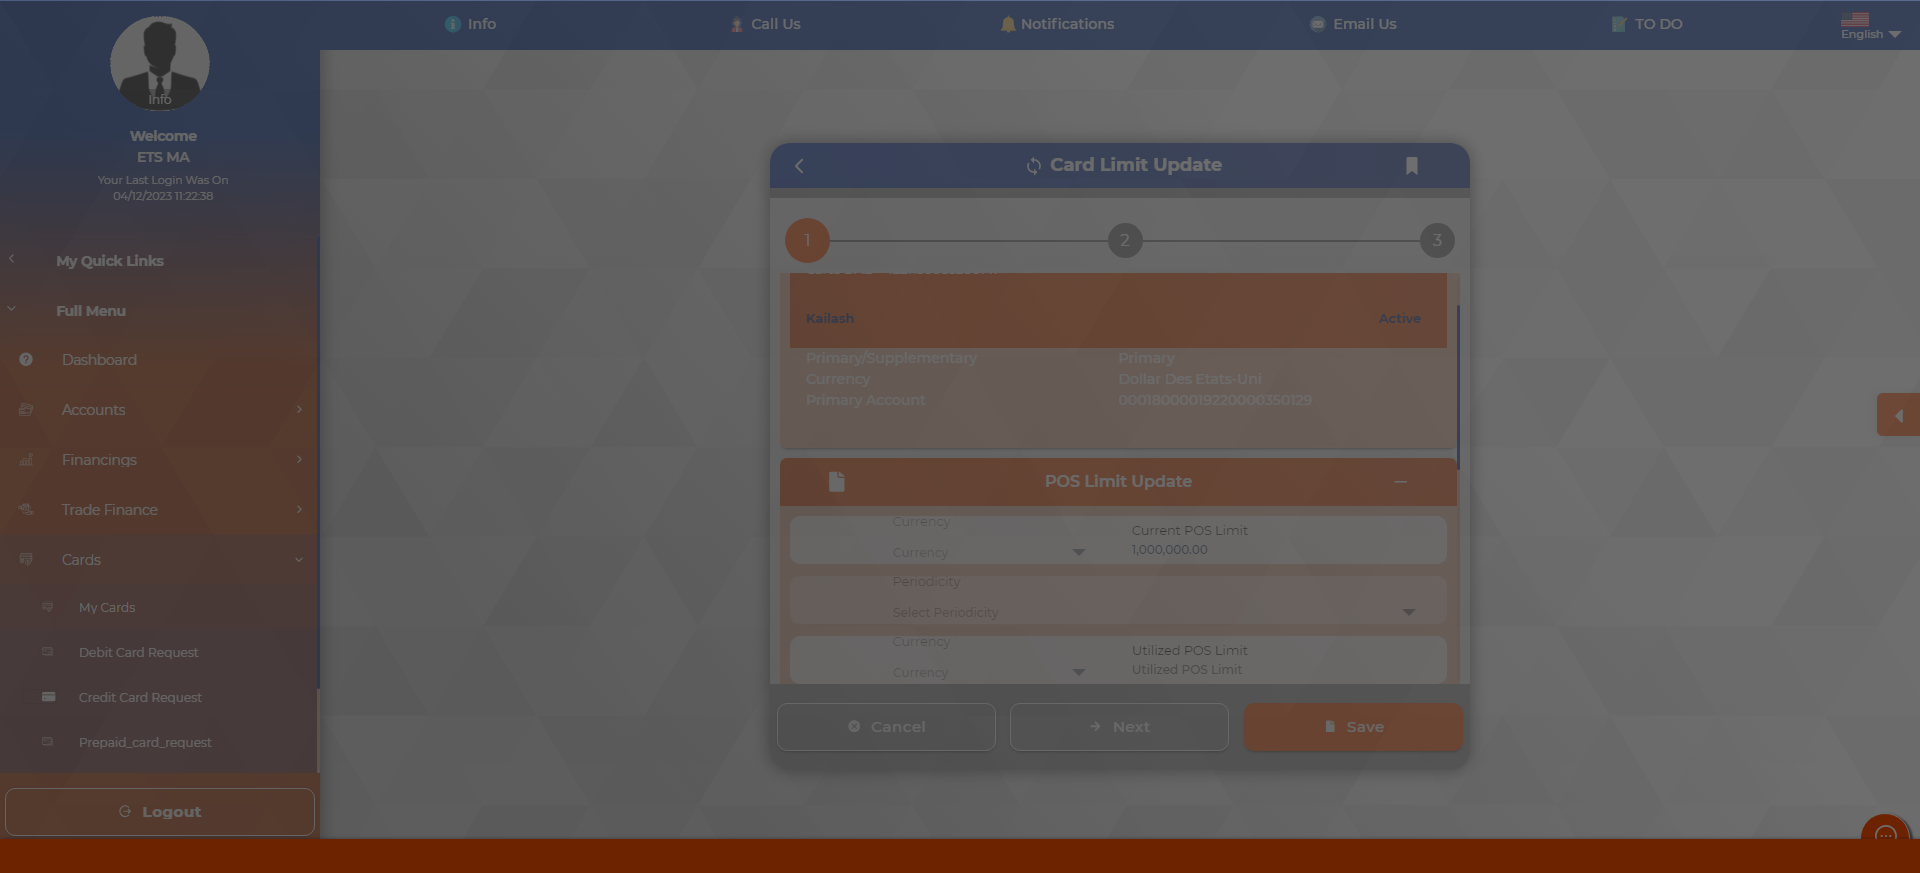 Info
Call Us
Notifications
Email Us
TO DO
English
Info
Welcome
ETS MA
Your Last Login Was On
04/12/2023 11:22:38
My Quick Links
Full Menu
Dashboard
Accounts
Financings
Trade Finance
Cards
My Cards
Debit Card Request
Credit Card Request
Prepaid_card_request
Logout
Card Limit Update
1
2
3
Kailash
Active
Primary/Supplementary
Primary
Currency
Dollar Des Etats-Uni
Primary Account
00018000019220000350129
POS Limit Update
Currency
Currency
Current POS Limit
1,000,000.00
Periodicity
Select Periodicity
Currency
Currency
Utilized POS Limit
Utilized POS Limit
Cancel
Next
Save